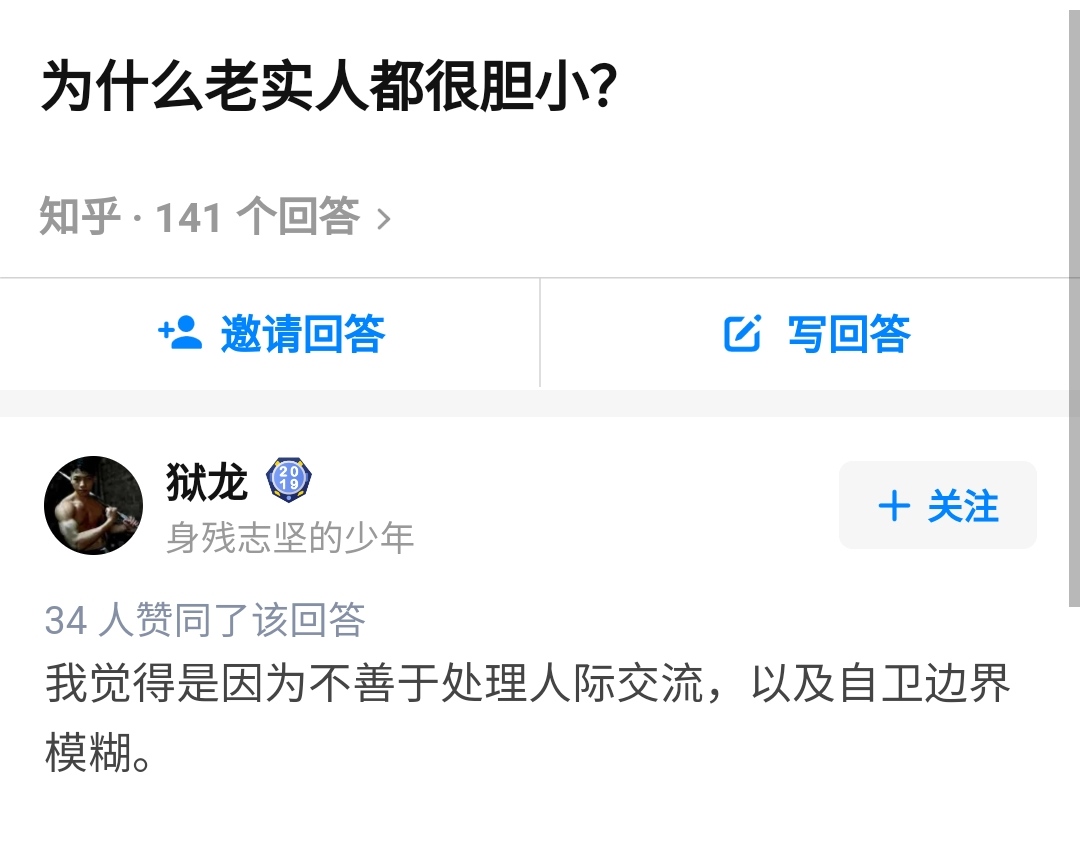 为什么老实人都很胆小?
知乎 · 141 个回答 >
邀请回答
写回答
狱龙 2019
身残志坚的少年
+ 关注
34 人赞同了该回答
我觉得是因为不善于处理人际交流，以及自卫边界
模糊。